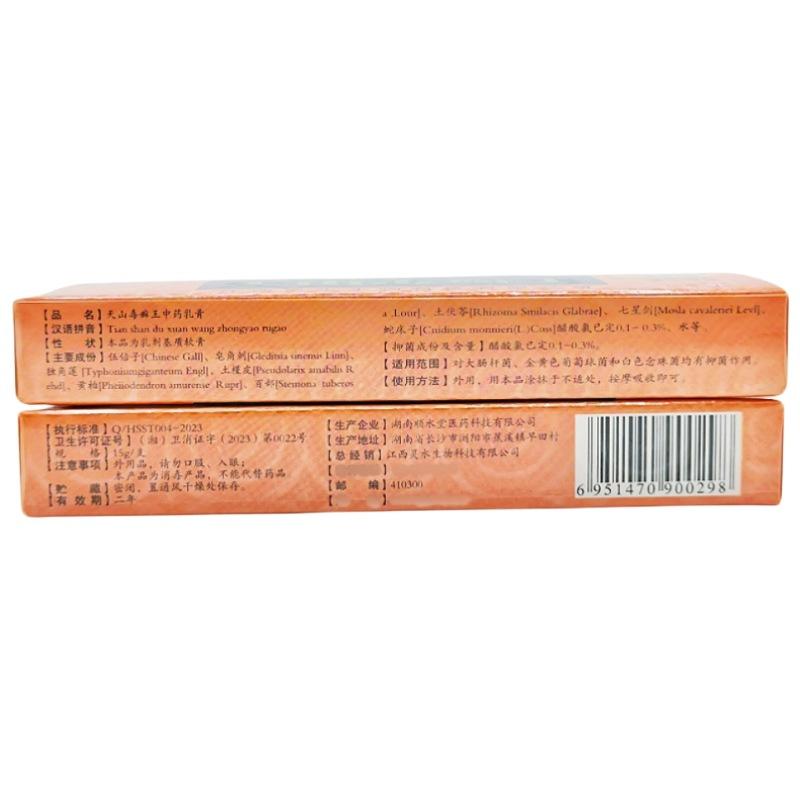 【品 名】天山毒癣王中药乳膏
【汉语拼音】Tian shan du xuan wang zhongyao rugao
【性 状】本品为乳剂基质软膏
【主要成份】伍倍子[Chinese Gall]、皂角刺[Gleditsia sinensis Linn]、
独角莲[Typhoniumgiganteum Engl]、土槿皮[Pseudolarix amabilis R
ehd]、黄柏[Phellodendron amurense Rupr]、百部[Stemona tuberos
a .Lour]、土茯苓[Rhizoma Smilacis Glabrae]、七星剑[Mosla cavaleriei Levl]、
蛇床子[Cnidium monnieri(L.)Coss]醋酸氯已定0.1~0.3%、水等。
【抑菌成份及含量】醋酸氯已定0.1~0.3%。
【适用范围】对大肠杆菌、金黄色葡萄球菌和白色念珠菌均有抑菌作用。
【使用方法】外用，用本品涂抹于不适处，按摩吸收即可。
【执行标准】Q/HSST004-2023
【卫生许可证号】（湘）卫消证字（2023）第0022号
【规 格】15g/支
【注意事项】外用品，请勿口服、入眼；
本产品为消毒产品，不能代替药品
【贮 藏】密闭，置通风干燥处保存。
【有 效 期】二年
【生产企业】湖南顺水堂医药科技有限公司
【生产地址】湖南省长沙市浏阳市蕉溪镇早田村
【总 经 销】江西灵水生物科技有限公司
【邮 编】410300
6 951470 900298